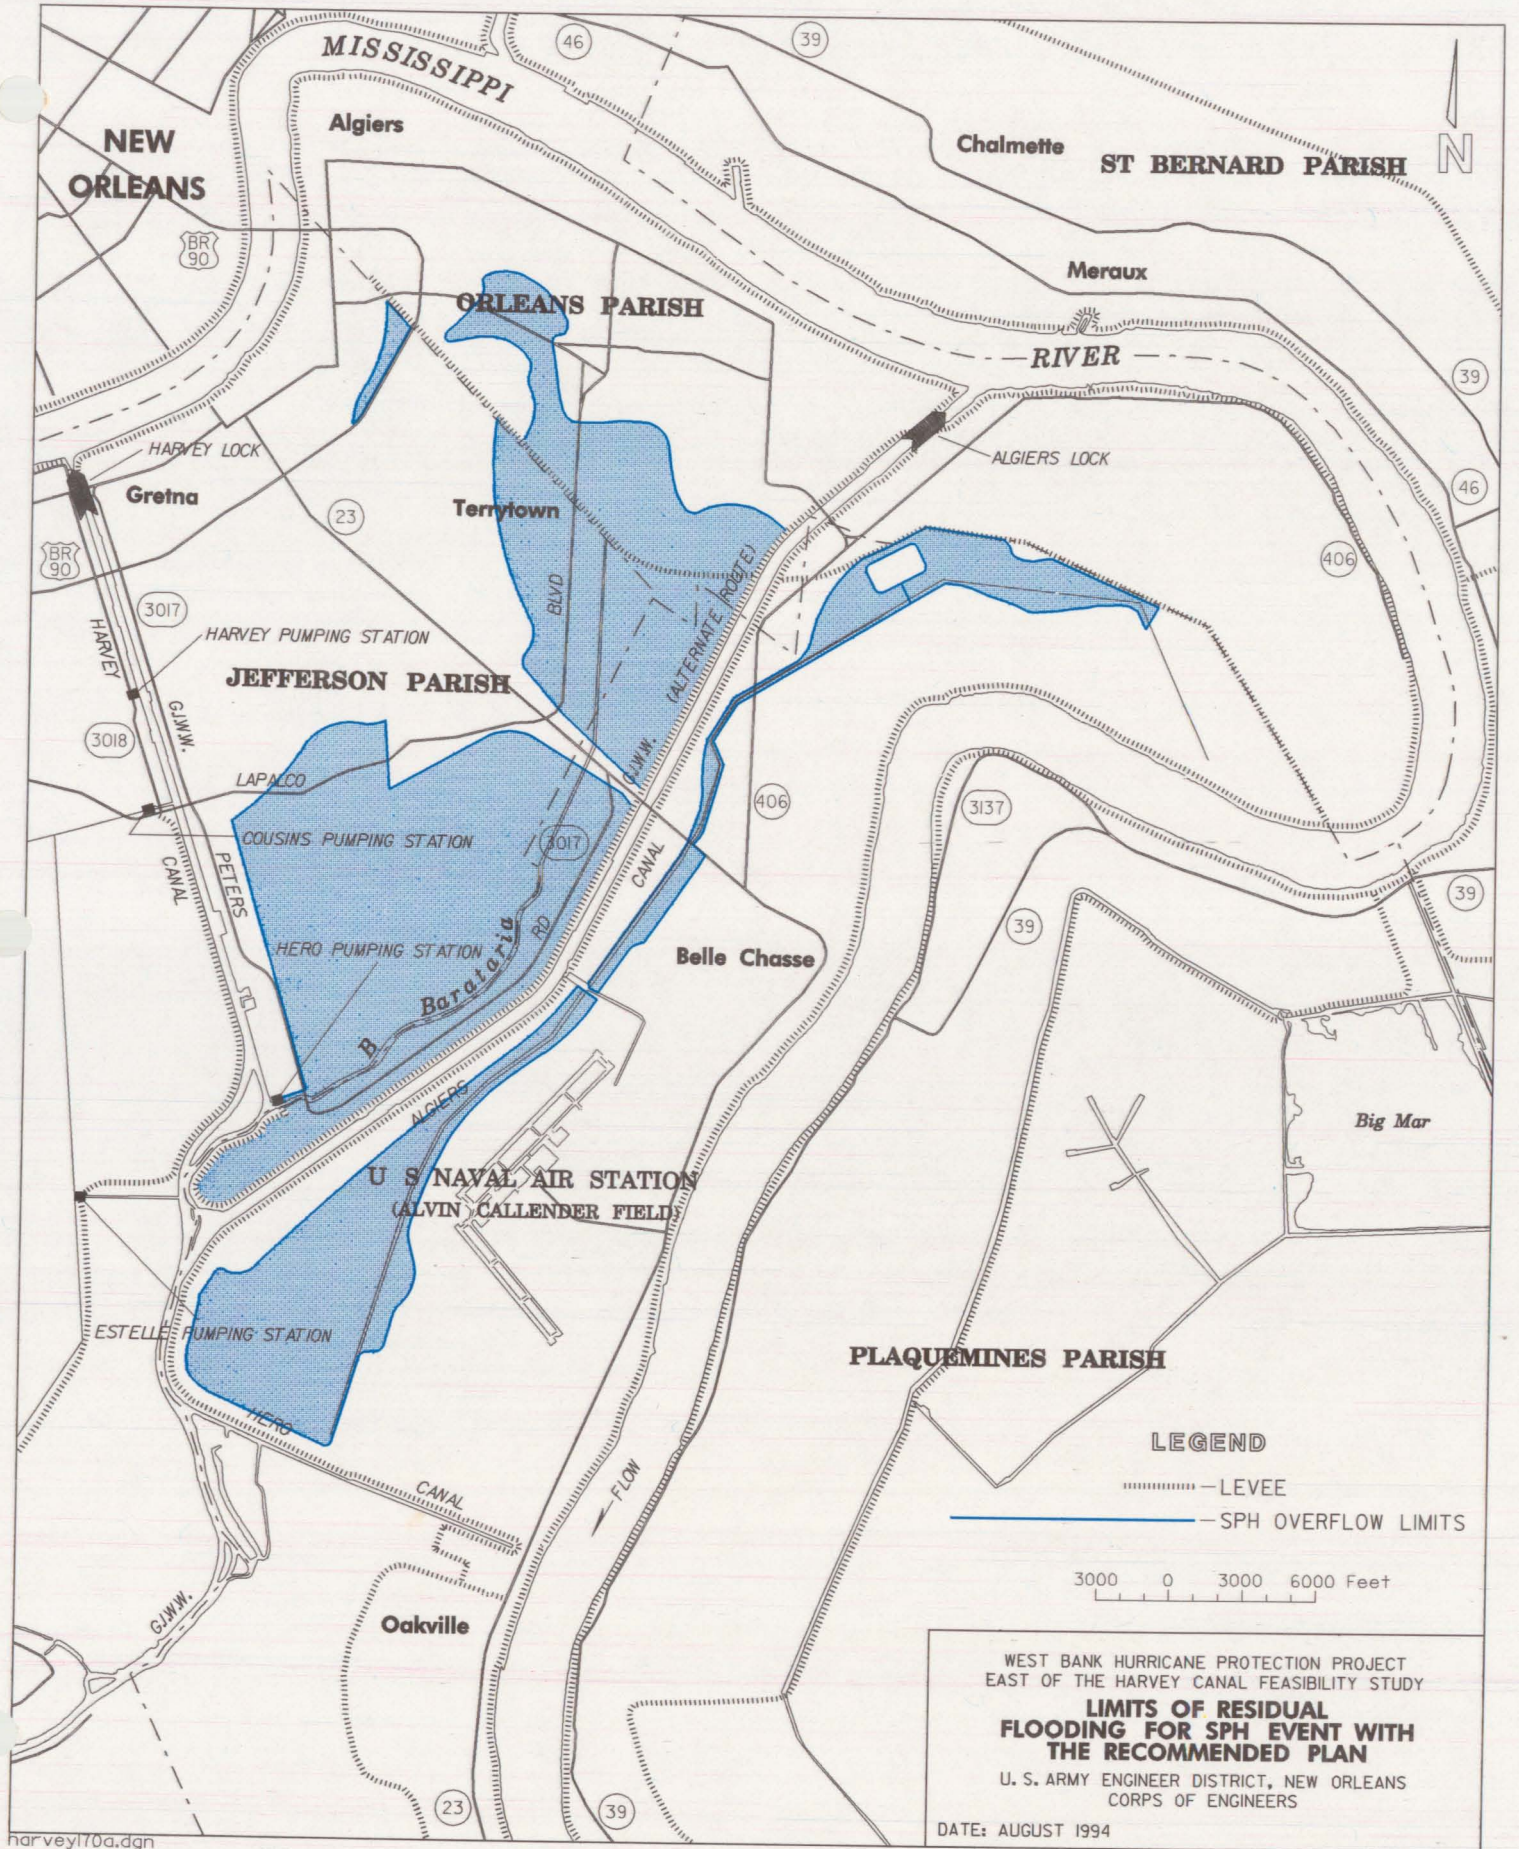 MISSISSIPPI
46
39
N
NEW
ORLEANS
Algiers
Chalmette
ST BERNARD PARISH
BR
90
Meraux
ORLEANS PARISH
RIVER
39
HARVEY LOCK
ALGIERS LOCK
Gretna
23
Terrytown
46
BR
90
406
3017
BLVD
(ALTERNATE ROUTE)
HARVEY
HARVEY PUMPING STATION
JEFFERSON PARISH
G.I.W.W.
3018
G.I.W.W.
LAPALCO
406
3137
COUSINS PUMPING STATION
3017
CANAL
PETERS
CANAL
39
39
HERO PUMPING STATION
RD
Belle Chasse
B Barataria
ALGIERS
Big Mar
U S NAVAL AIR STATION
(ALVIN CALLENDER FIELD)
ESTELLE PUMPING STATION
PLAQUEMINES PARISH
HERO
CANAL
FLOW
LEGEND
LEVEE
SPH OVERFLOW LIMITS
3000 0 3000 6000 Feet
G.I.W.W.
Oakville
23
39
WEST BANK HURRICANE PROTECTION PROJECT
EAST OF THE HARVEY CANAL FEASIBILITY STUDY
LIMITS OF RESIDUAL
FLOODING FOR SPH EVENT WITH
THE RECOMMENDED PLAN
U. S. ARMY ENGINEER DISTRICT, NEW ORLEANS
CORPS OF ENGINEERS
DATE: AUGUST 1994
harvey170a.dgn